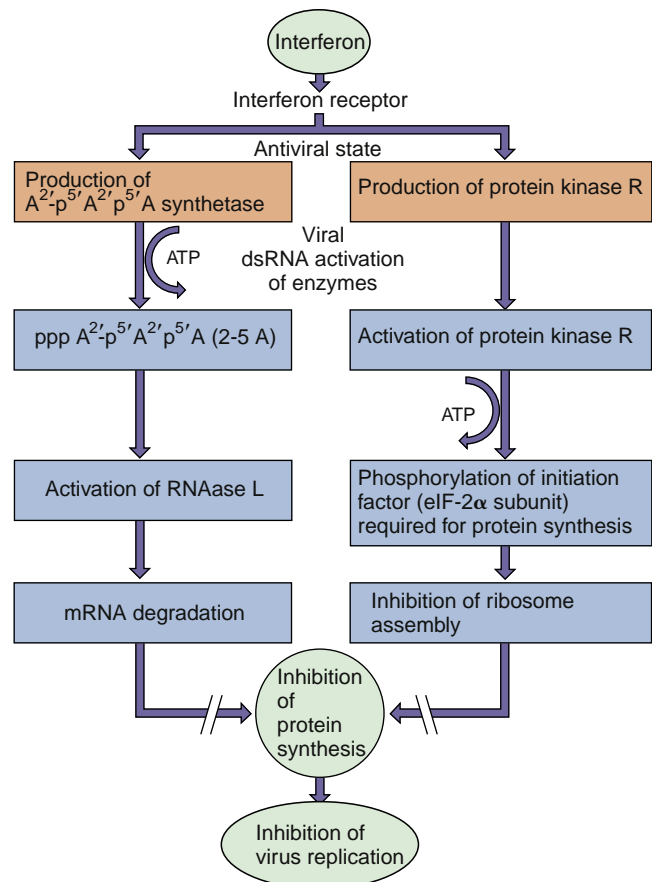 Interferon
Interferon receptor
Antiviral state
Production of
A2′-p5′A2′p5′A synthetase
Production of protein kinase R
ATP
Viral
dsRNA activation
of enzymes
ppp A2′-p5′A2′p5′A (2-5 A)
Activation of protein kinase R
ATP
Activation of RNAase L
Phosphorylation of initiation
factor (eIF-2α subunit)
required for protein synthesis
mRNA degradation
Inhibition of ribosome
assembly
Inhibition
of
protein
synthesis
Inhibition of
virus replication